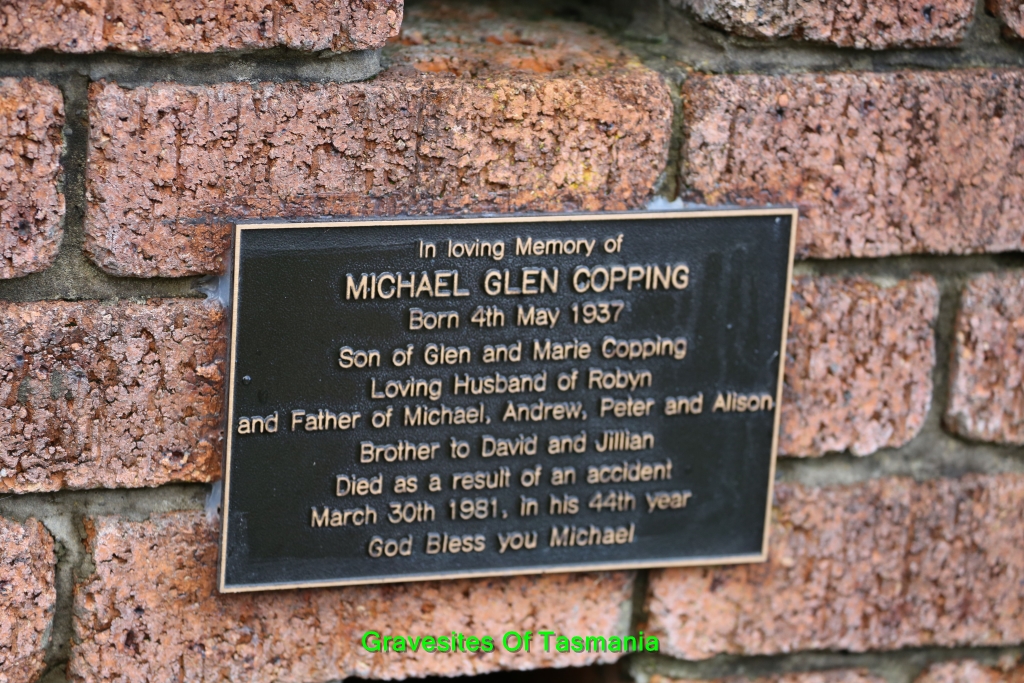 In loving Memory of
MICHAEL GLEN COPPING
Born 4th May 1937
Son of Glen and Marie Copping
Loving Husband of Robyn
and Father of Michael, Andrew, Peter and Alison
Brother to David and Jillian
Died as a result of an accident
March 30th 1981, in his 44th year
God Bless you Michael
Gravesites Of Tasmania